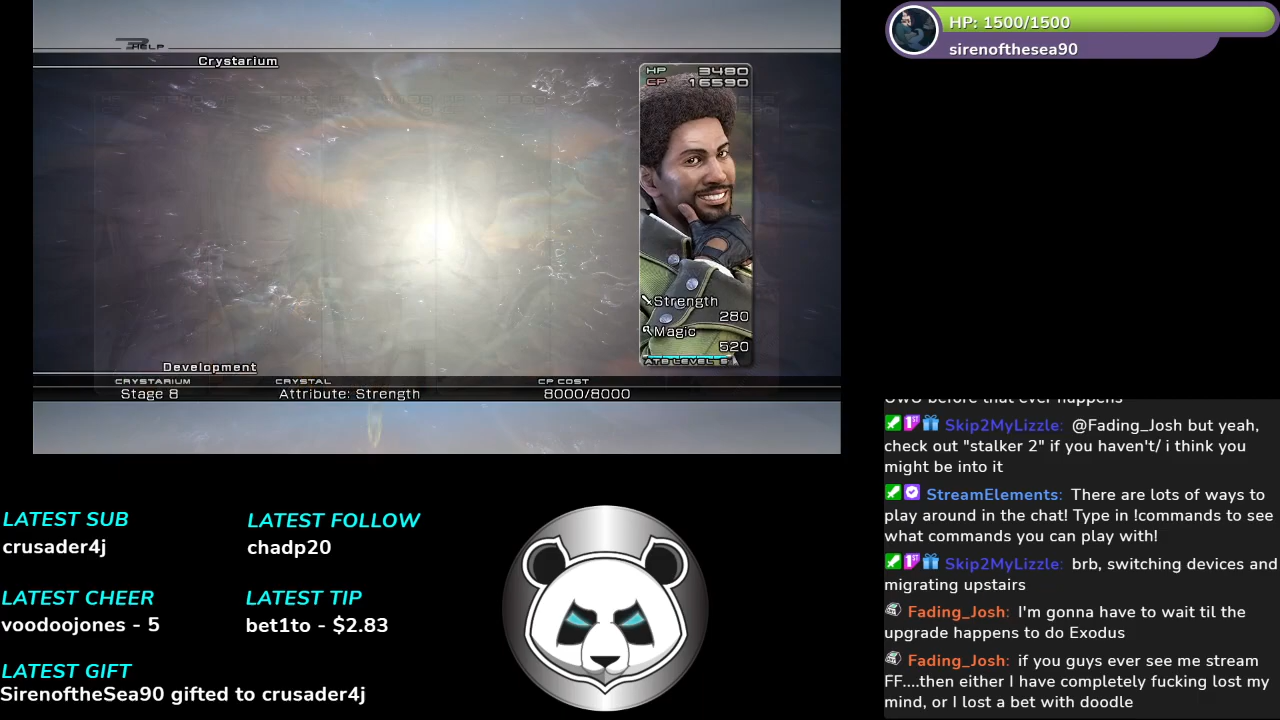 HELP
Crystarium
HP 3480
CP 16590
Strength
280
Magic
520
ATB LEVEL 5
Development
CRYSTARIUM CRYSTAL CP COST
Stage 8 Attribute: Strength 8000/8000
HP: 1500/1500
sirenofthesea90
LATEST SUB
crusader4j
LATEST FOLLOW
chadp20
LATEST CHEER
voodoojones - 5
LATEST TIP
bet1to - $2.83
LATEST GIFT
SirenoftheSea90 gifted to crusader4j
UwU before that ever happens
Skip2MyLizzle: @Fading_Josh but yeah,
check out "stalker 2" if you haven't/ i think you
might be into it
StreamElements: There are lots of ways to
play around in the chat! Type in !commands to see
what commands you can play with!
Skip2MyLizzle: brb, switching devices and
migrating upstairs
Fading_Josh: I'm gonna have to wait til the
upgrade happens to do Exodus
Fading_Josh: if you guys ever see me stream
FF....then either I have completely fucking lost my
mind, or I lost a bet with doodle